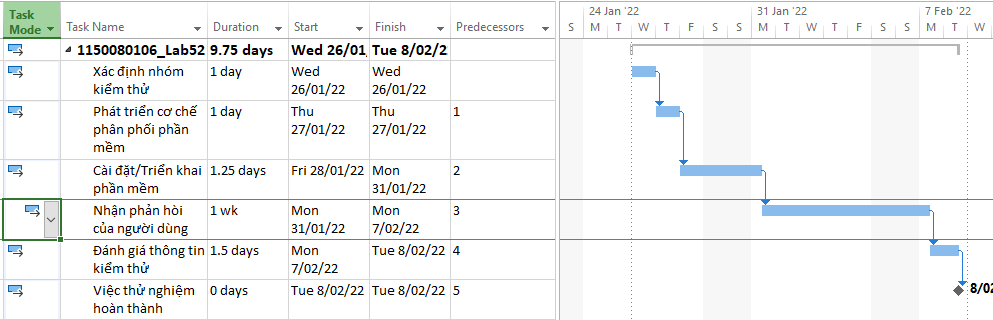 Task Mode Task Name Duration Start Finish Predecessors
24 Jan '22 31 Jan '22 7 Feb '22
S T F M W S T F M W S T F M W
1150080106_Lab52 9.75 days Wed 26/01 Tue 8/02/2
Xác định nhóm kiểm thử 1 day Wed 26/01/22 Wed 26/01/22
Phát triển cơ chế phân phối phần mềm 1 day Thu 27/01/22 Thu 27/01/22 1
Cài đặt/Triển khai phần mềm 1.25 days Fri 28/01/22 Mon 31/01/22 2
Nhận phản hòi của người dùng 1 wk Mon 31/01/22 Mon 7/02/22 3
Đánh giá thông tin kiểm thử 1.5 days Mon 7/02/22 Tue 8/02/22 4
Việc thử nghiệm hoàn thành 0 days Tue 8/02/22 Tue 8/02/22 5
8/02